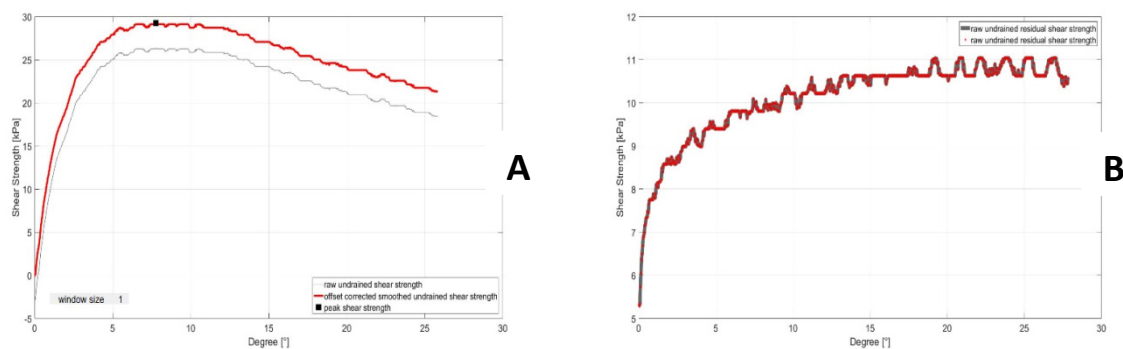 30
25
20
15
10
5
0
-5
Shear Strength [kPa]
0 5 10 15 20 25 30
Degree [°]
window size 1
raw undrained shear strength
offset corrected smoothed undrained shear strength
peak shear strength
A
12
11
10
9
8
7
6
5
Shear Strength [kPa]
0 5 10 15 20 25 30
Degree [°]
raw undrained residual shear strength
raw undrained residual shear strength
B